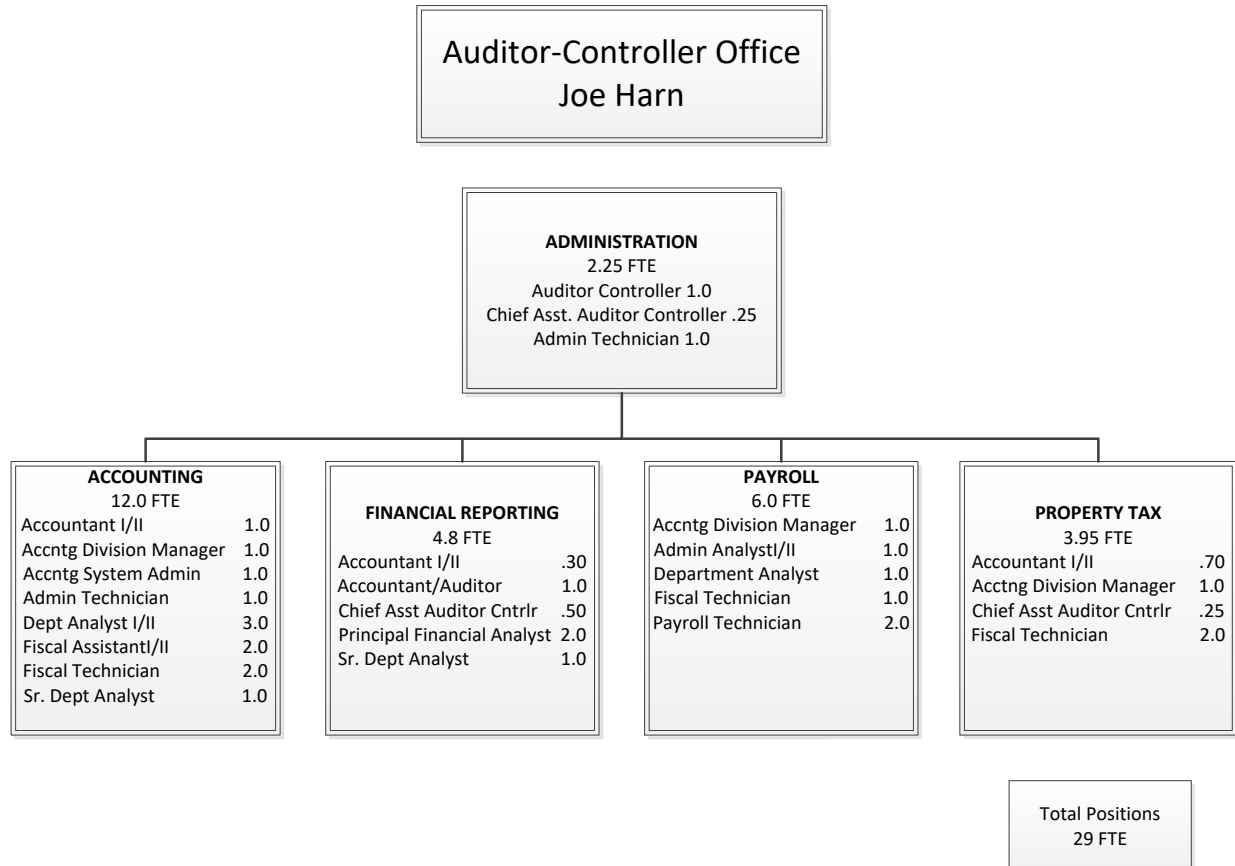 Auditor-Controller Office
Joe Harn
ADMINISTRATION
2.25 FTE
Auditor Controller 1.0
Chief Asst. Auditor Controller .25
Admin Technician 1.0
ACCOUNTING
12.0 FTE
Accountant I/II 1.0
Accntg Division Manager 1.0
Accntg System Admin 1.0
Admin Technician 1.0
Dept Analyst I/II 3.0
Fiscal AssistantI/II 2.0
Fiscal Technician 2.0
Sr. Dept Analyst 1.0
FINANCIAL REPORTING
4.8 FTE
Accountant I/II .30
Accountant/Auditor 1.0
Chief Asst Auditor Cntrlr .50
Principal Financial Analyst 2.0
Sr. Dept Analyst 1.0
PAYROLL
6.0 FTE
Accntg Division Manager 1.0
Admin AnalystI/II 1.0
Department Analyst 1.0
Fiscal Technician 1.0
Payroll Technician 2.0
PROPERTY TAX
3.95 FTE
Accountant I/II .70
Acctng Division Manager 1.0
Chief Asst Auditor Cntrlr .25
Fiscal Technician 2.0
Total Positions
29 FTE